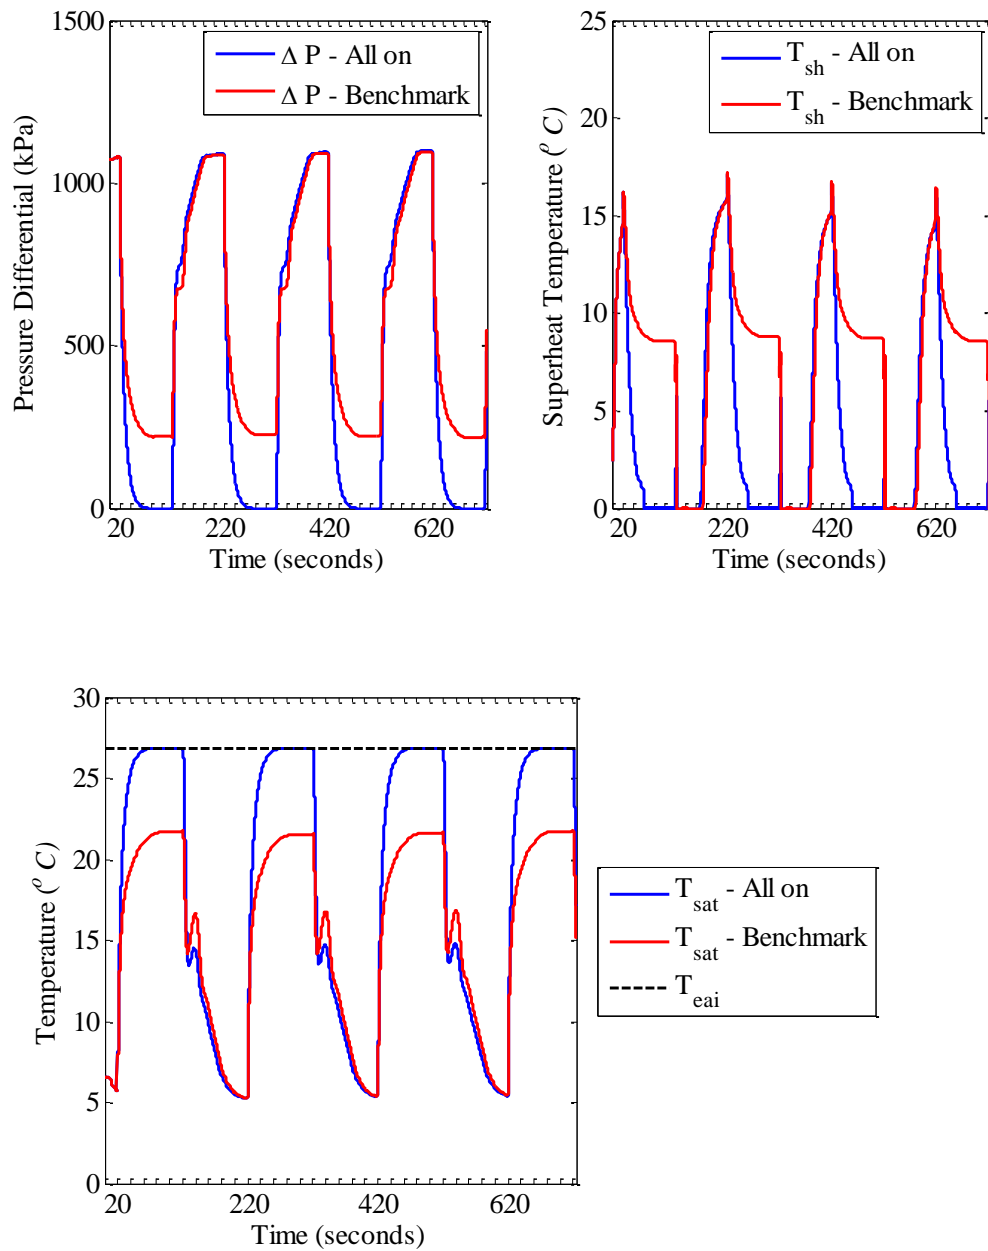 1500
1000
500
0
Pressure Differential (kPa)
Δ P - All on
Δ P - Benchmark
20 220 420 620
Time (seconds)
25
20
15
10
5
0
Superheat Temperature (° C)
T_sh - All on
T_sh - Benchmark
20 220 420 620
Time (seconds)
30
25
20
15
10
5
0
Temperature (° C)
20 220 420 620
Time (seconds)
T_sat - All on
T_sat - Benchmark
T_eai